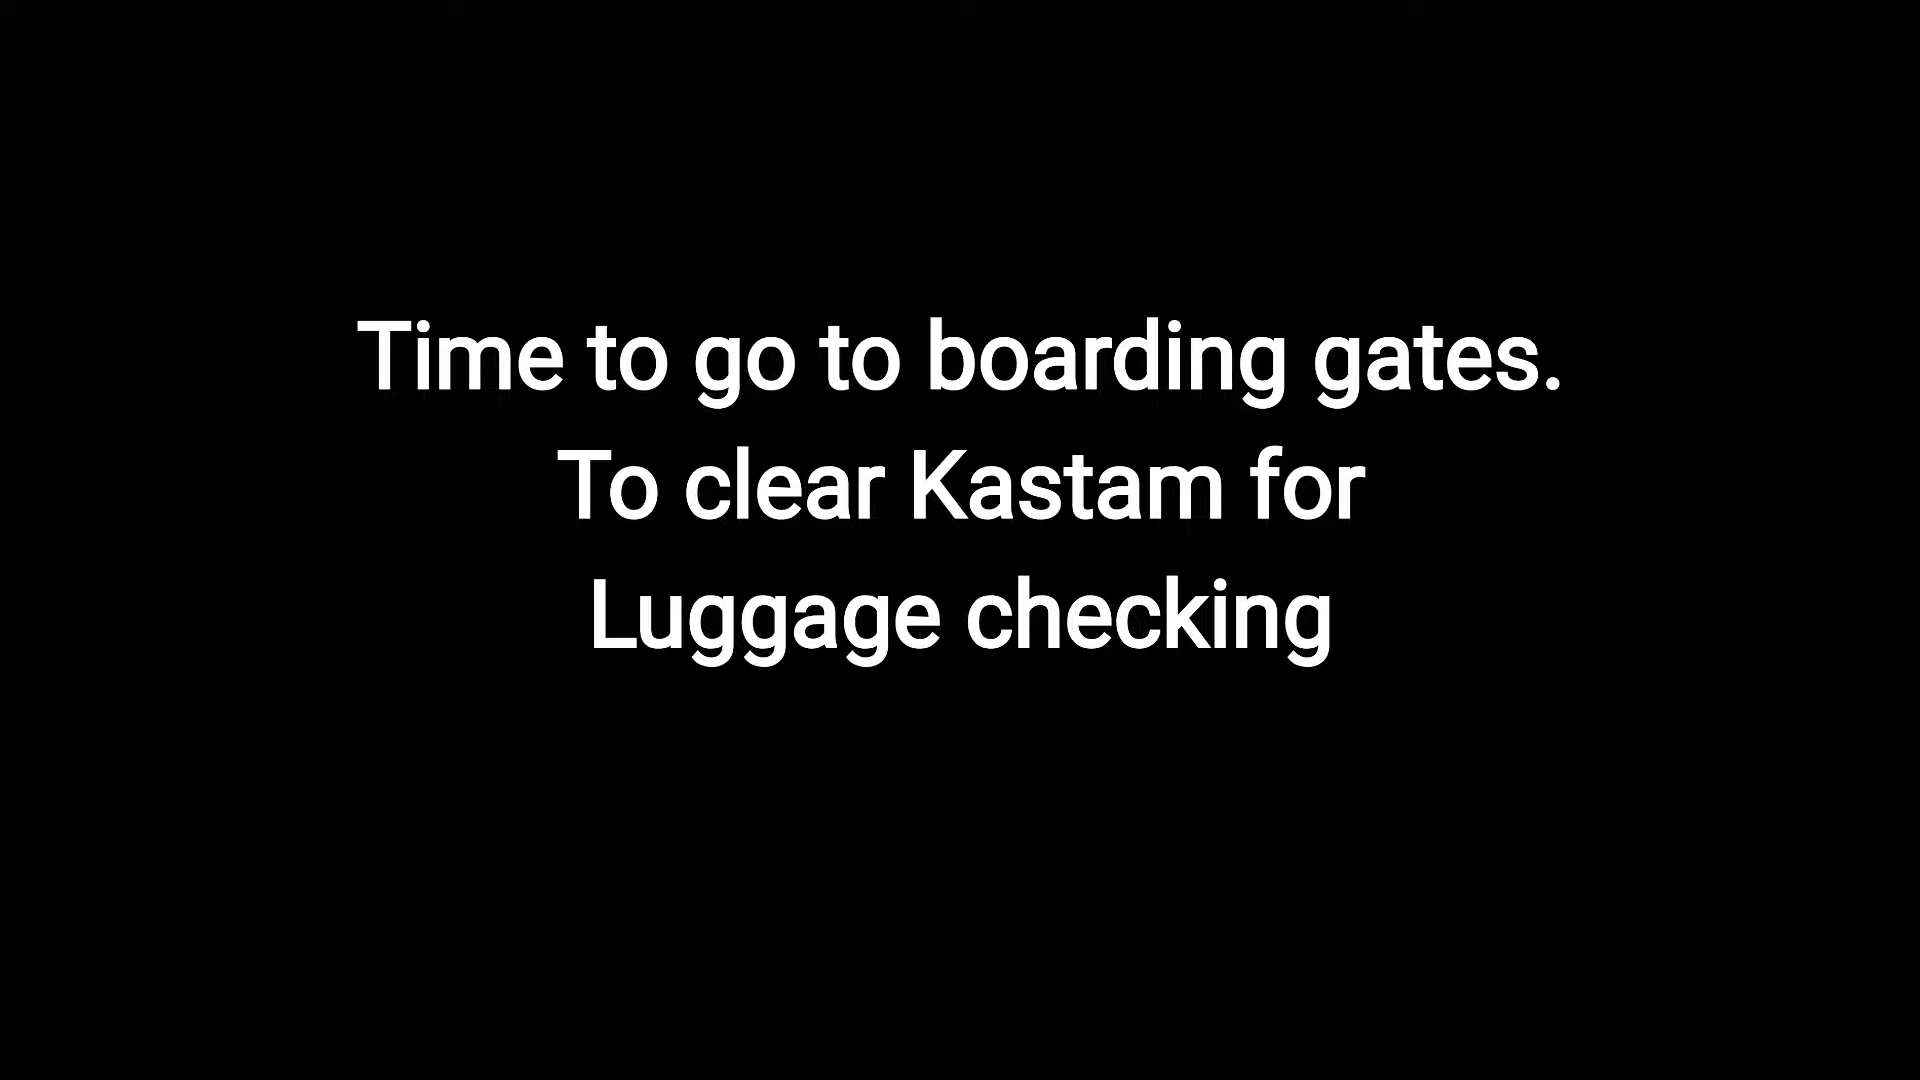 Time to go to boarding gates.
To clear Kastam for
Luggage checking